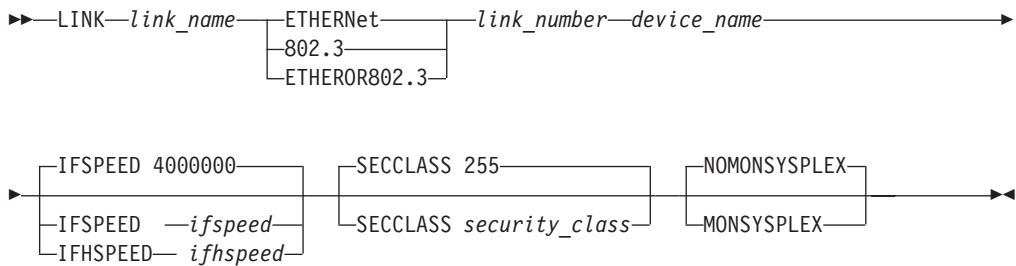 LINK link_name ETHERNet link_number device_name
802.3
ETHEROR802.3
IFSPEED 4000000 SECCLASS 255 NOMONSYSPLEX
IFSPEED ifspeed SECCLASS security_class MONSYSPLEX
IFHSPEED ifhspeed